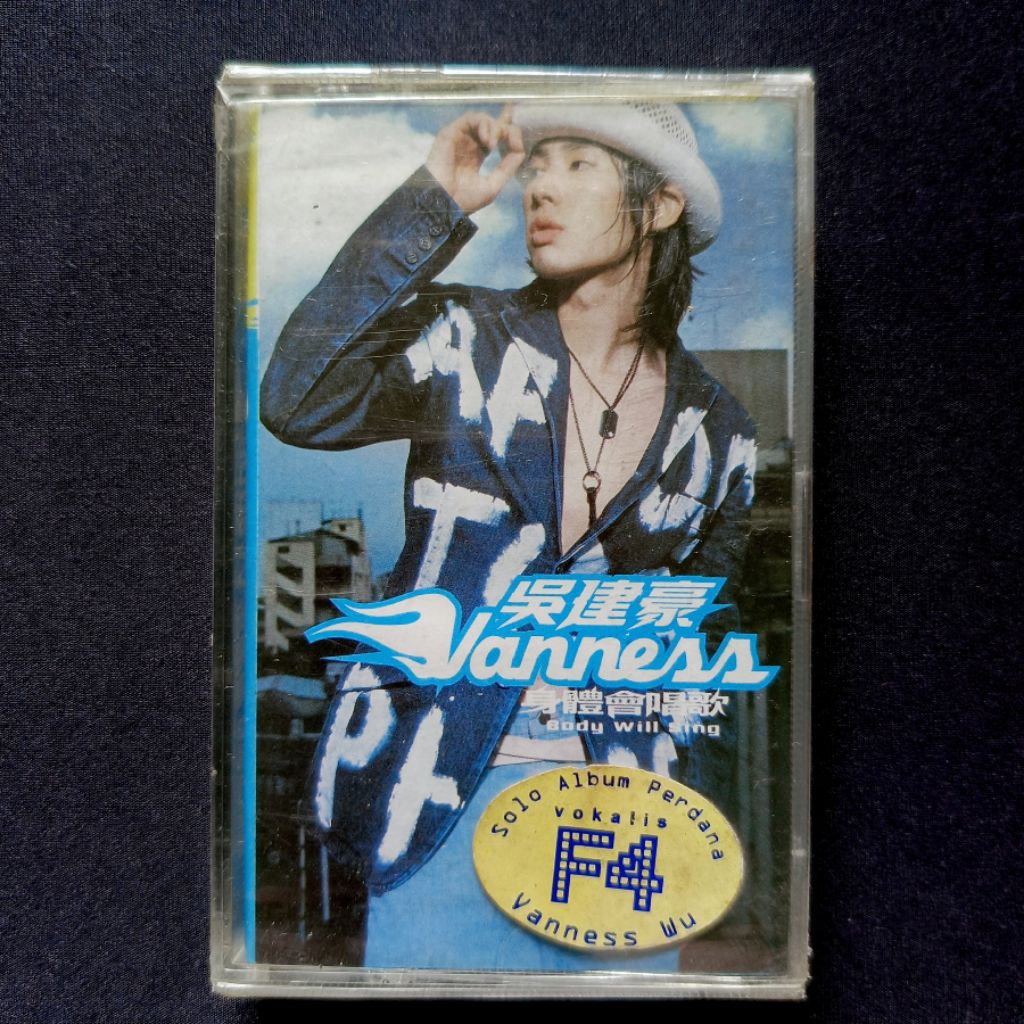 吳建豪
Vanness
身體會唱歌
Body Will Sing
Solo Album Perdana
Vokalis
F4
Vanness Wu